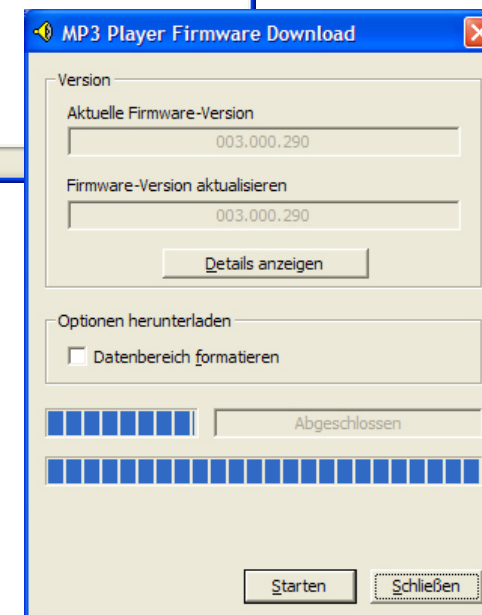 MP3 Player Firmware Download
Version
Aktuelle Firmware-Version
003.000.290
Firmware-Version aktualisieren
003.000.290
Details anzeigen
Optionen herunterladen
Datenbereich formatieren
Abgeschlossen
Starten
Schließen